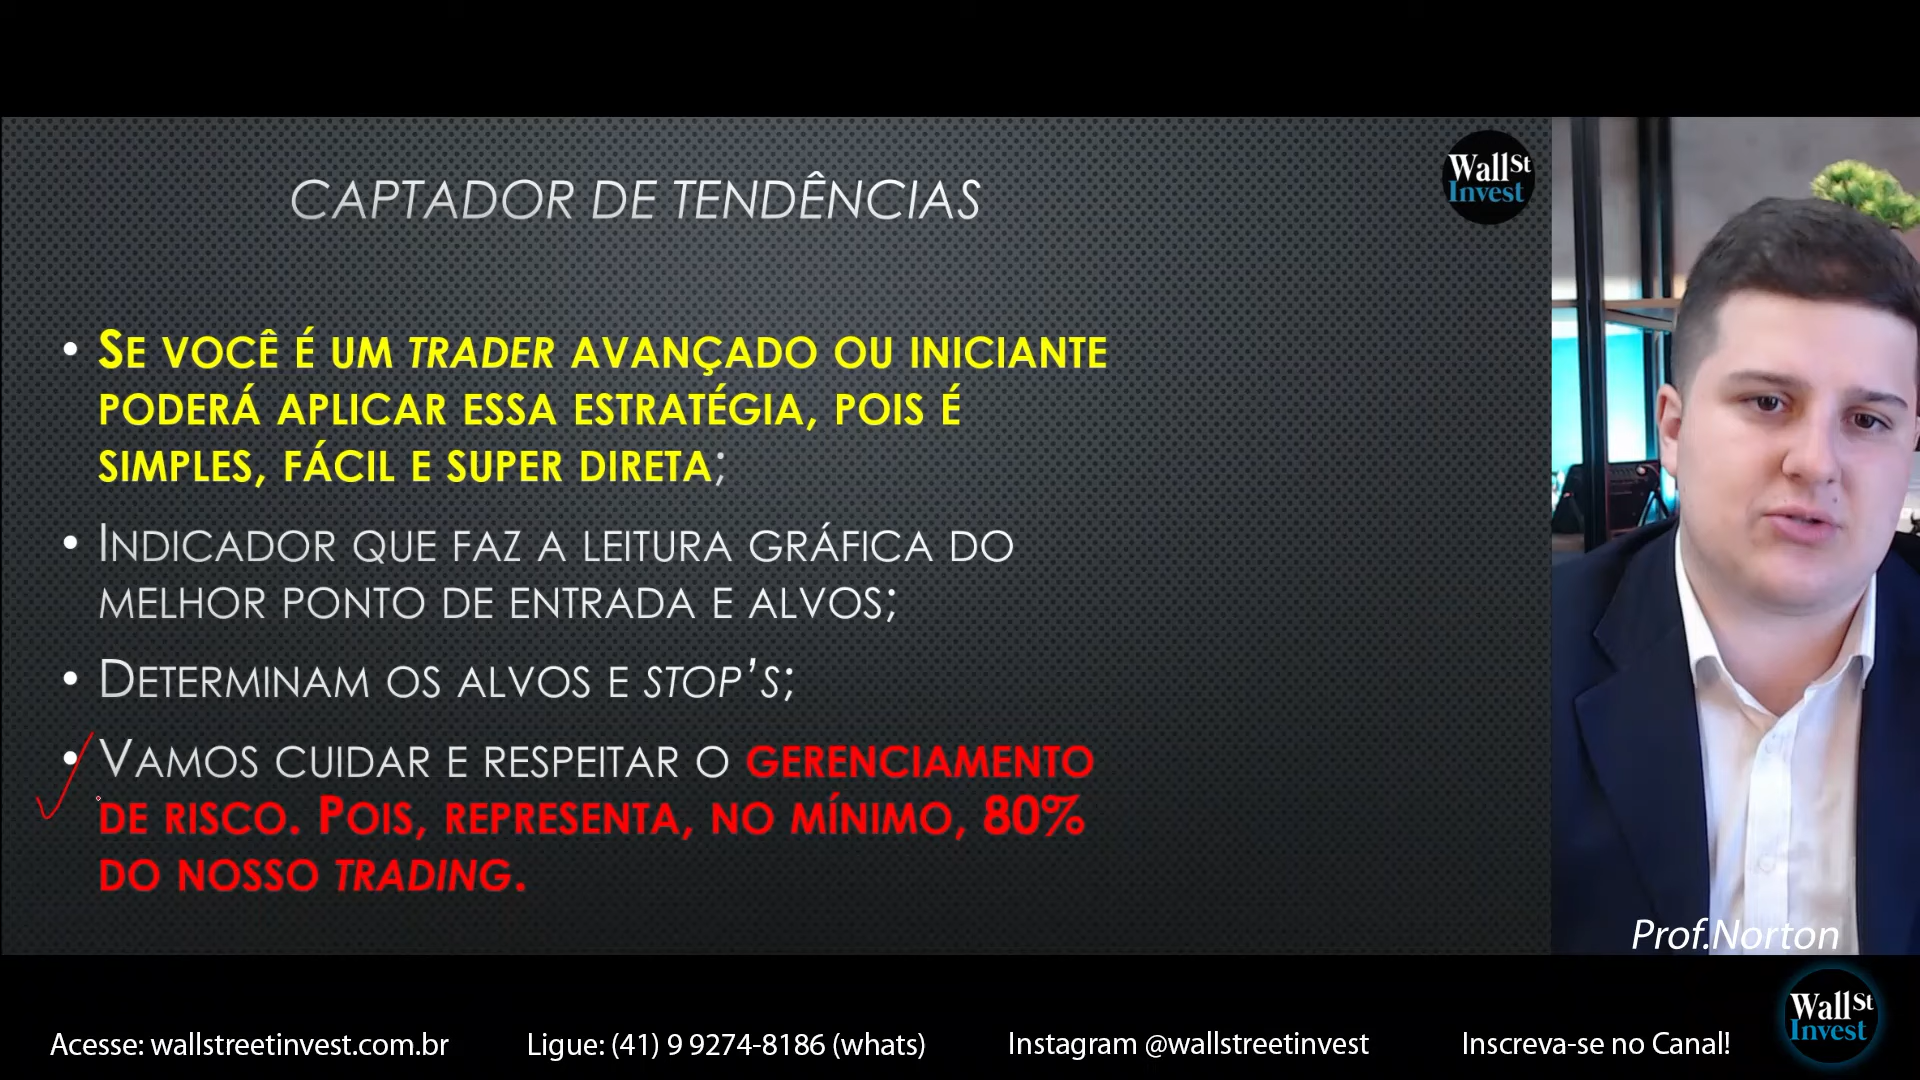 CAPTADOR DE TENDÊNCIAS
WallSt
Invest
• SE VOCÊ É UM TRADER AVANÇADO OU INICIANTE
PODERÁ APLICAR ESSA ESTRATÉGIA, POIS É
SIMPLES, FÁCIL E SUPER DIRETA;
• INDICADOR QUE FAZ A LEITURA GRÁFICA DO
MELHOR PONTO DE ENTRADA E ALVOS;
• DETERMINAM OS ALVOS E STOP'S;
• VAMOS CUIDAR E RESPEITAR O GERENCIAMENTO
DE RISCO. POIS, REPRESENTA, NO MÍNIMO, 80%
DO NOSSO TRADING.
Prof.Norton
Acesse: wallstreetinvest.com.br
Ligue: (41) 9 9274-8186 (whats)
Instagram @wallstreetinvest
Inscreva-se no Canal!
WallSt
Invest